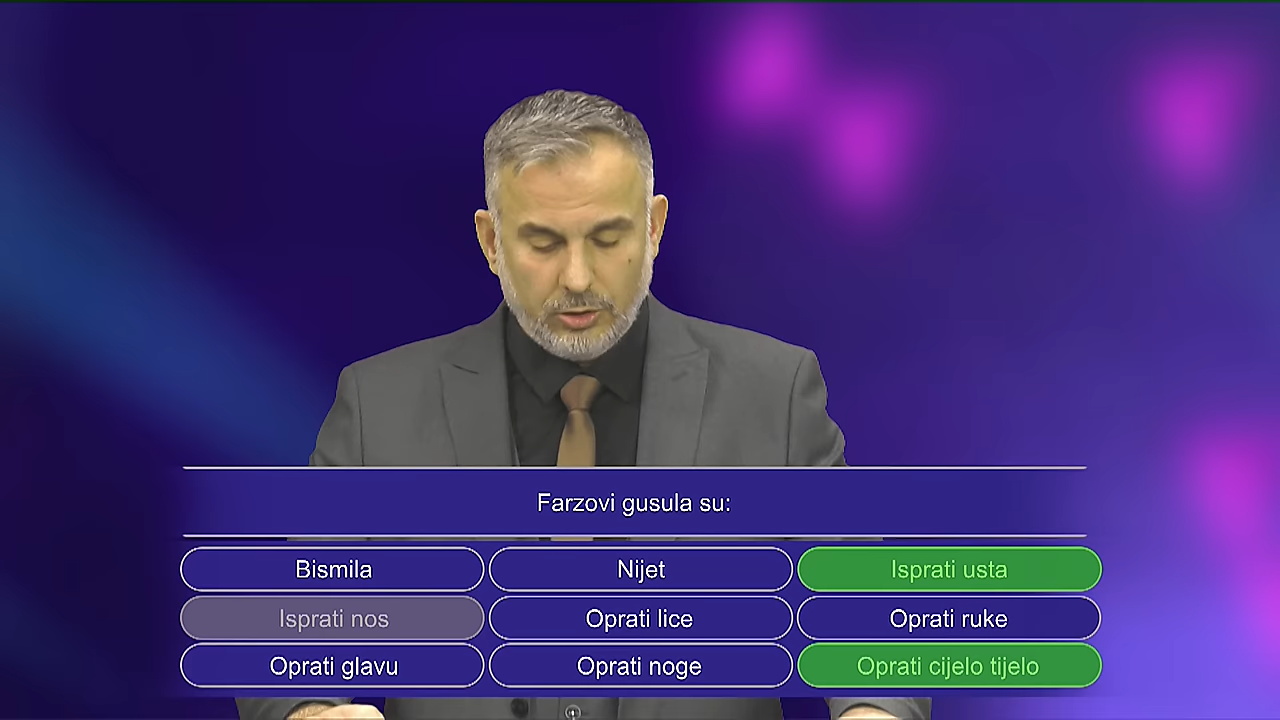 Farzovi gusula su:
Bismila
Nijet
Isprati usta
Isprati nos
Oprati lice
Oprati ruke
Oprati glavu
Oprati noge
Oprati cijelo tijelo